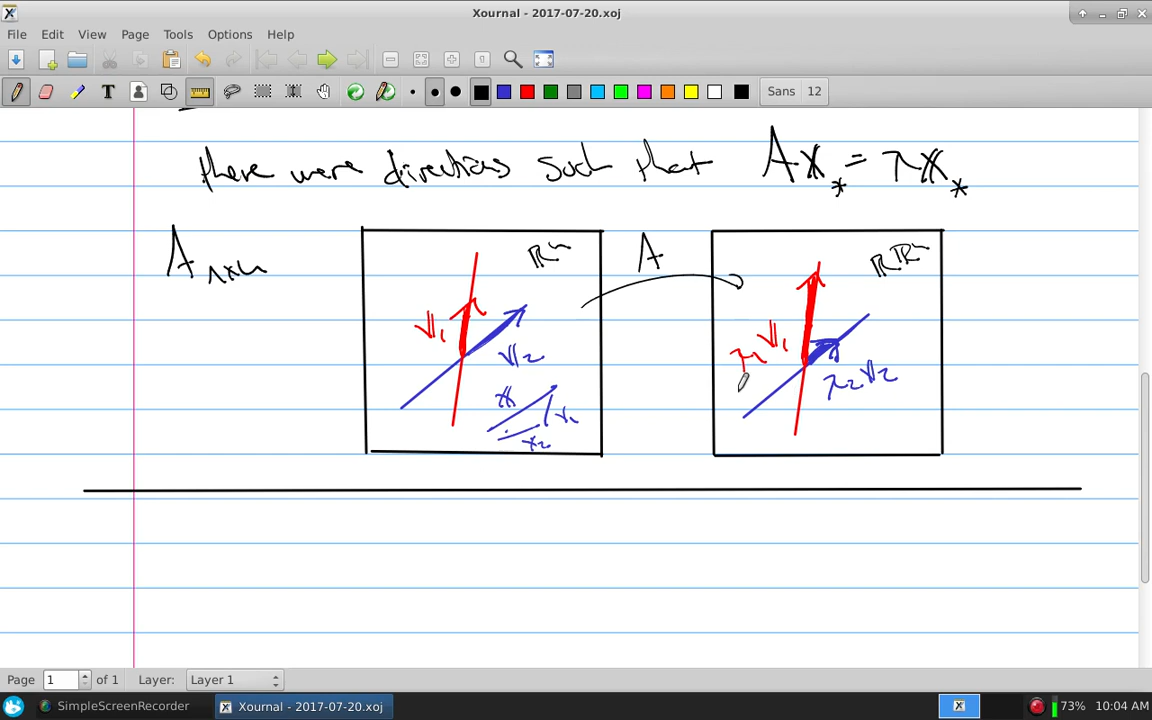 Xournal - 2017-07-20.xoj
File Edit View Page Tools Options Help
Sans 12
there were directions such that A𝕏* = λ𝕏*
A n×n
ℝⁿ
A
ℝⁿ
𝕍1
𝕍2
𝕏
x1
x2
λ1𝕍1
λ2𝕍2
Page 1 of 1 Layer: Layer 1
SimpleScreenRecorder Xournal - 2017-07-20.xoj 73% 10:04 AM